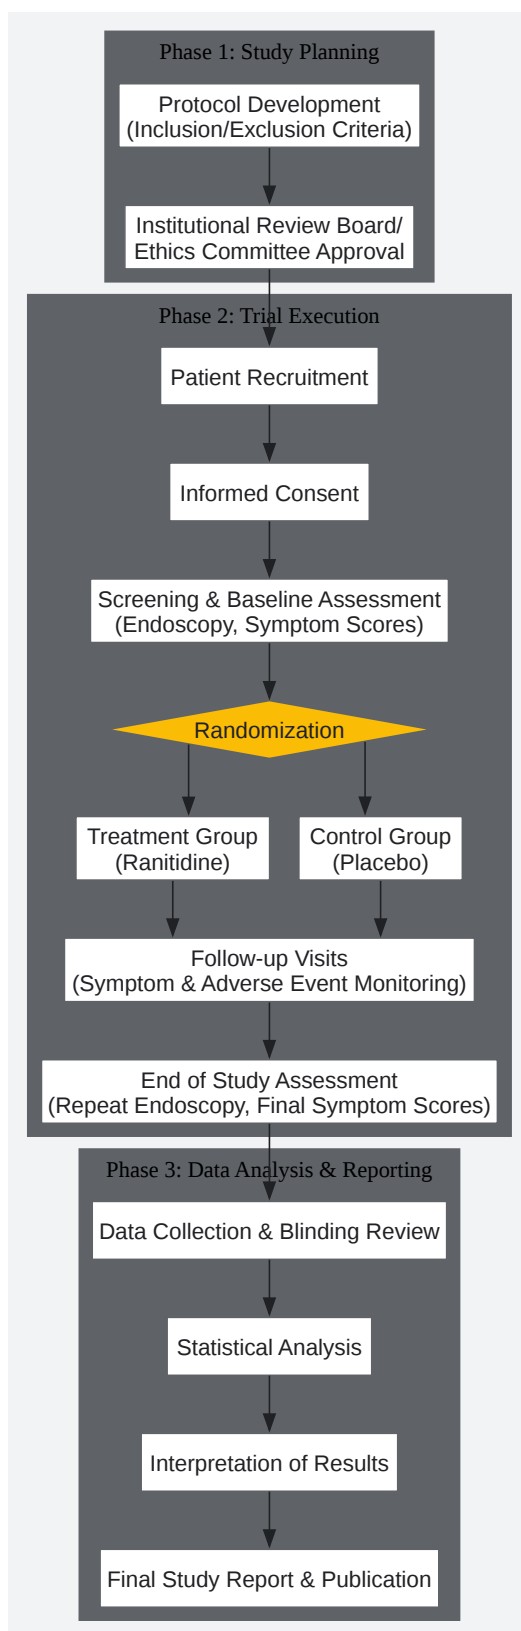 Phase 1: Study Planning
Protocol Development
(Inclusion/Exclusion Criteria)
Institutional Review Board/
Ethics Committee Approval
Phase 2: Trial Execution
Patient Recruitment
Informed Consent
Screening & Baseline Assessment
(Endoscopy, Symptom Scores)
Randomization
Treatment Group
(Ranitidine)
Control Group
(Placebo)
Follow-up Visits
(Symptom & Adverse Event Monitoring)
End of Study Assessment
(Repeat Endoscopy, Final Symptom Scores)
Phase 3: Data Analysis & Reporting
Data Collection & Blinding Review
Statistical Analysis
Interpretation of Results
Final Study Report & Publication